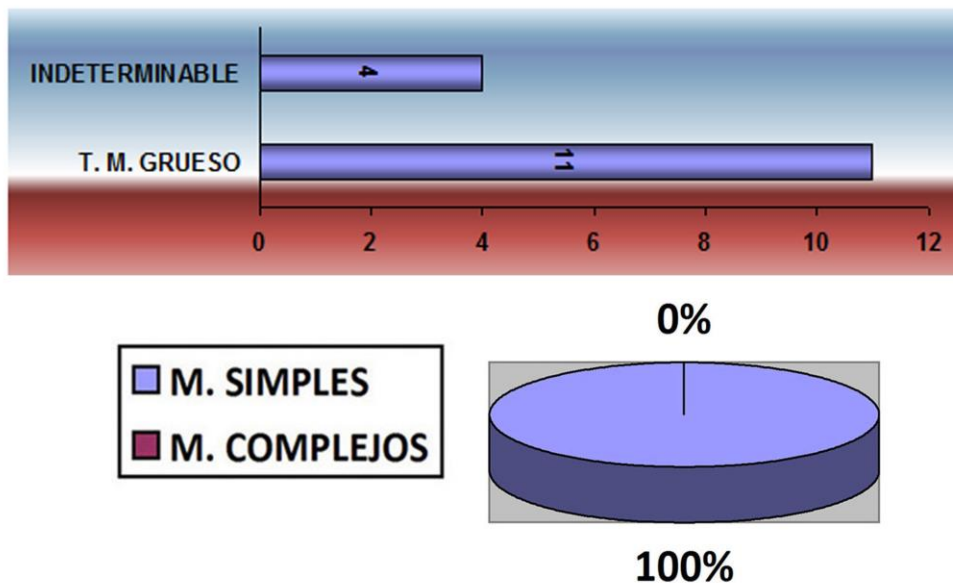 INDETERMINABLE
4
T. M. GRUESO
11
0 2 4 6 8 10 12
0%
M. SIMPLES
M. COMPLEJOS
100%